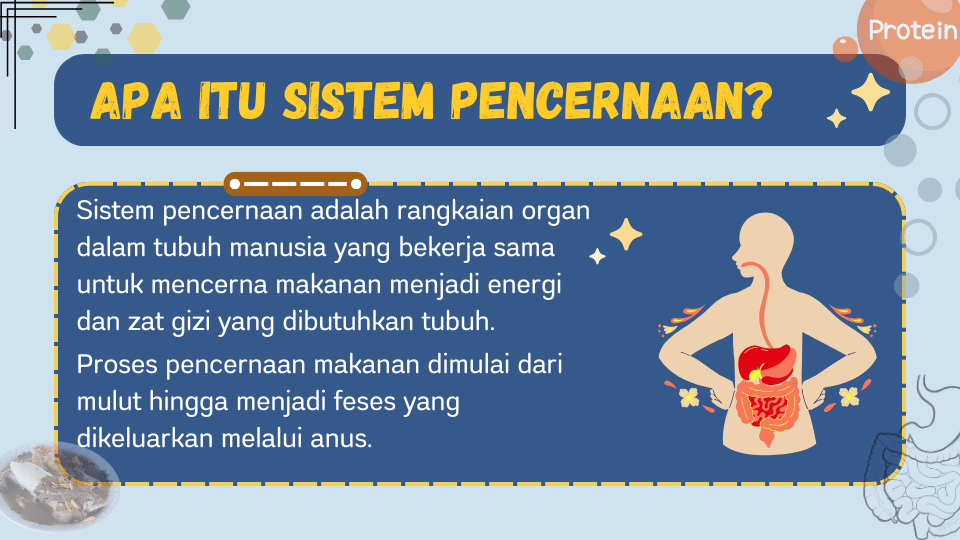 Protein
APA ITU SISTEM PENCERNAAN?
Sistem pencernaan adalah rangkaian organ
dalam tubuh manusia yang bekerja sama
untuk mencerna makanan menjadi energi
dan zat gizi yang dibutuhkan tubuh.
Proses pencernaan makanan dimulai dari
mulut hingga menjadi feses yang
dikeluarkan melalui anus.